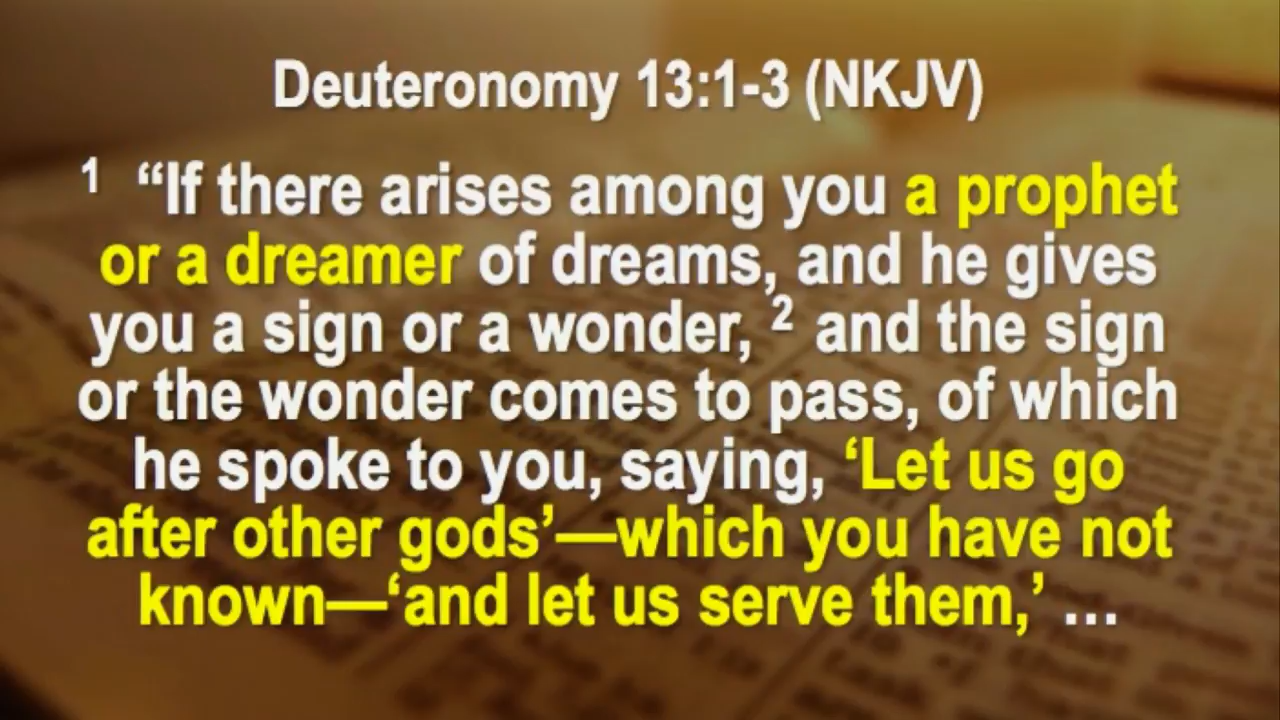 Deuteronomy 13:1-3 (NKJV)
1 “If there arises among you a prophet
or a dreamer of dreams, and he gives
you a sign or a wonder, 2 and the sign
or the wonder comes to pass, of which
he spoke to you, saying, ‘Let us go
after other gods’—which you have not
known—‘and let us serve them,’ …